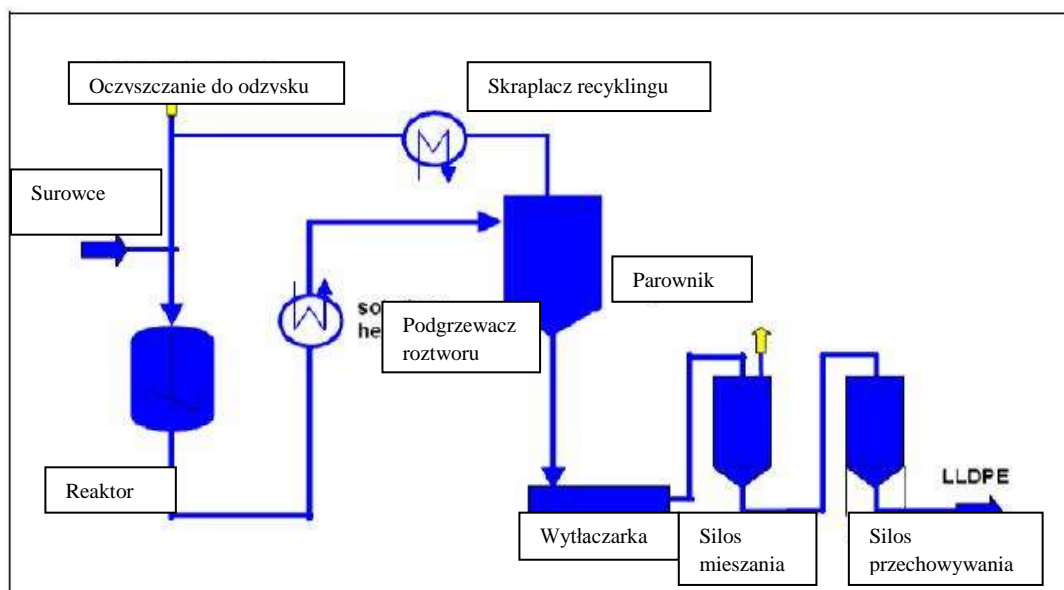 Oczyszczanie do odzysku
Skraplacz recyklingu
Surowce
Parownik
Podgrzewacz
roztworu
LLDPE
Reaktor
Wytłaczarka
Silos
mieszania
Silos
przechowywania